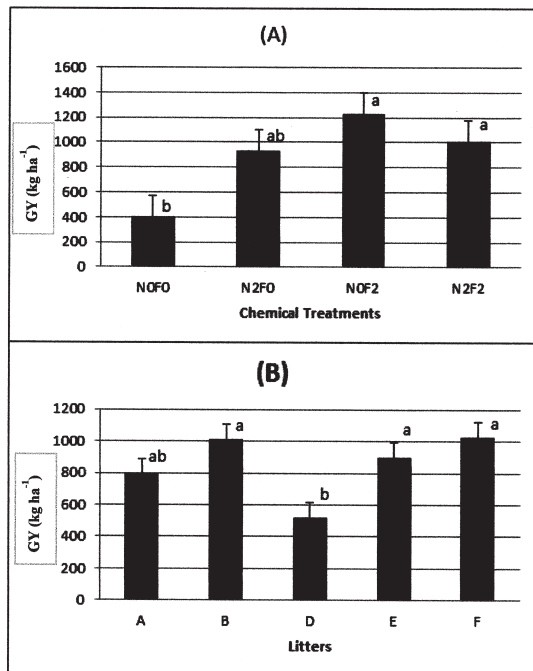 (A)
1600
1400
1200
1000
800
600
400
200
0
GY (kg ha⁻¹)
b
ab
a
a
N0F0 N2F0 N0F2 N2F2
Chemical Treatments
(B)
1200
1000
800
600
400
200
0
GY (kg ha⁻¹)
ab
a
b
a
a
A B D E F
Litters